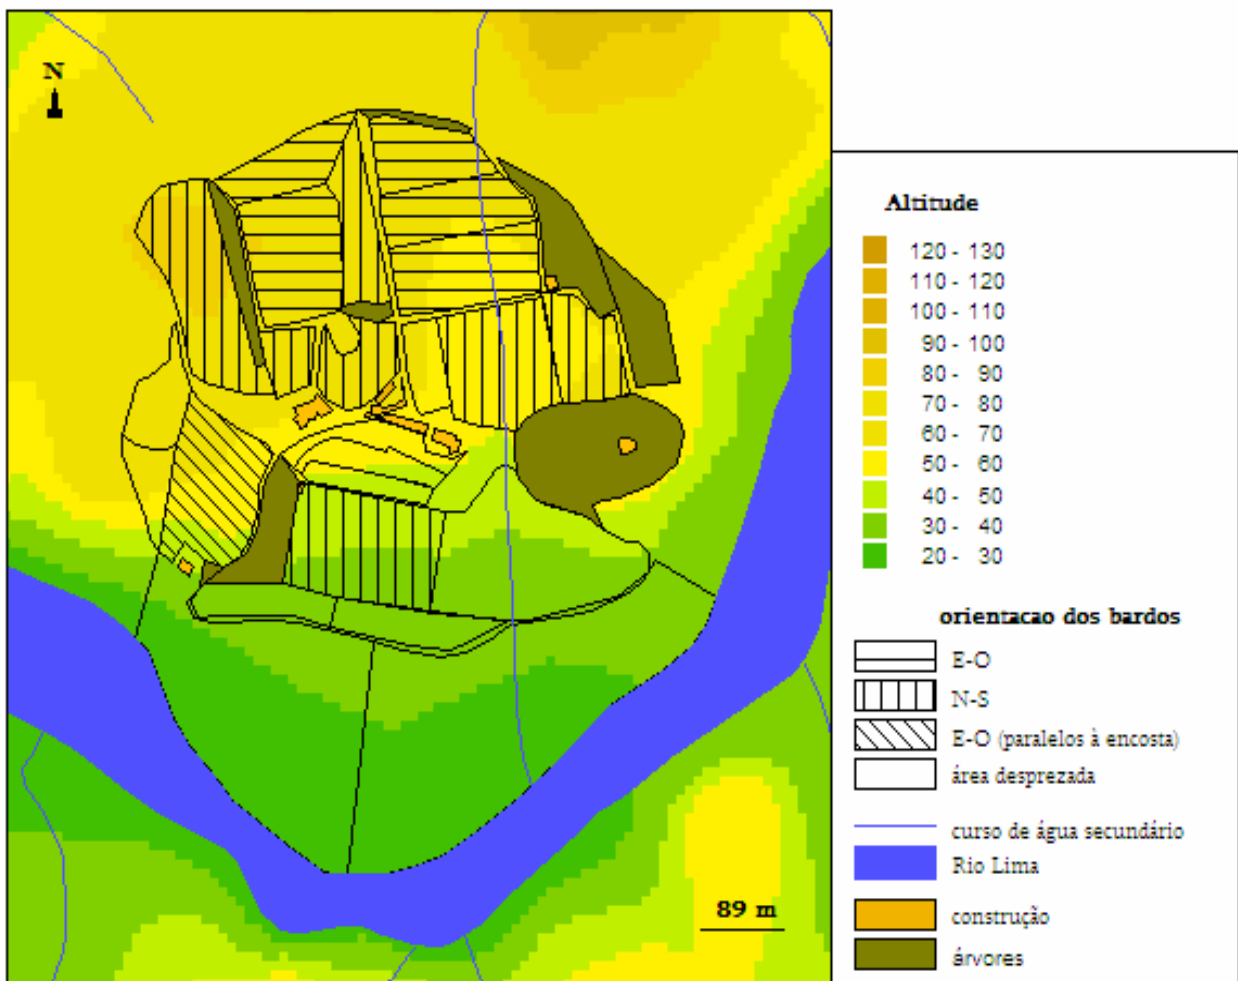 N
Altitude
120 - 130
110 - 120
100 - 110
90 - 100
80 - 90
70 - 80
60 - 70
50 - 60
40 - 50
30 - 40
20 - 30
orientacao dos bardos
E-O
N-S
E-O (paralelos à encosta)
área desprezada
curso de água secundário
Rio Lima
89 m
construção
árvores